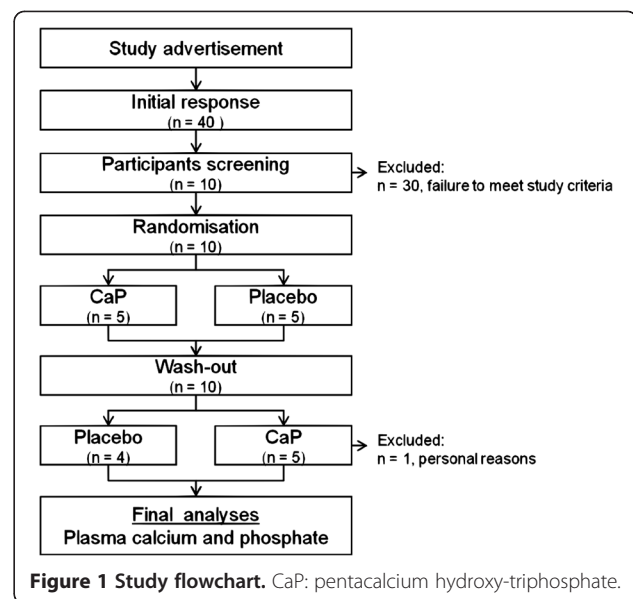 Study advertisement
Initial response
(n = 40 )
Participants screening
(n = 10)
Excluded:
n = 30, failure to meet study criteria
Randomisation
(n = 10)
CaP
(n = 5)
Placebo
(n = 5)
Wash-out
(n = 10)
Placebo
(n = 4)
CaP
(n = 5)
Excluded:
n = 1, personal reasons
Final analyses
Plasma calcium and phosphate
Figure 1 Study flowchart. CaP: pentacalcium hydroxy-triphosphate.